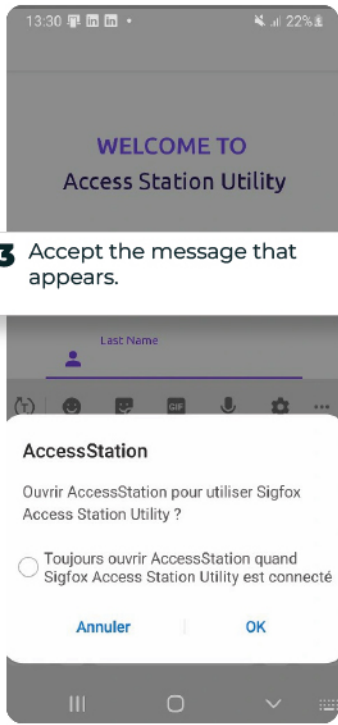 13:30
22%
WELCOME TO
Access Station Utility
3 Accept the message that
appears.
Last Name
GIF
AccessStation
Ouvrir AccessStation pour utiliser Sigfox
Access Station Utility ?
Toujours ouvrir AccessStation quand
Sigfox Access Station Utility est connecté
Annuler
OK